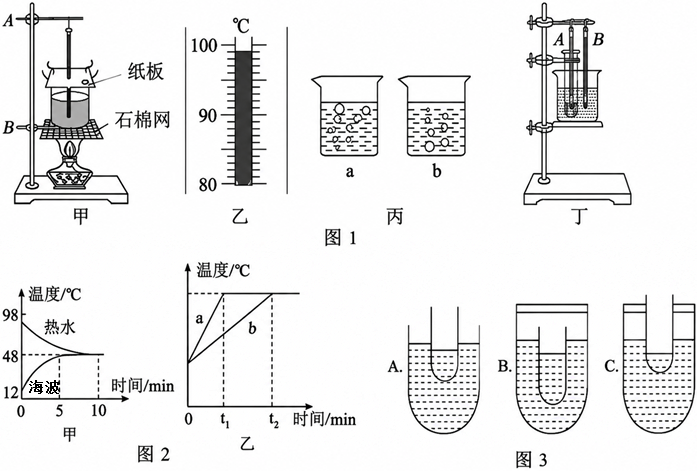 A
纸板
B
石棉网
甲
℃
100
90
80
乙
a
b
丙
A
B
丁
图 1
温度/℃
98
热水
48
海波
12
0
5
10
时间/min
甲
温度/℃
a
b
0
t₁
t₂
时间/min
乙
图 2
A.
B.
C.
图 3